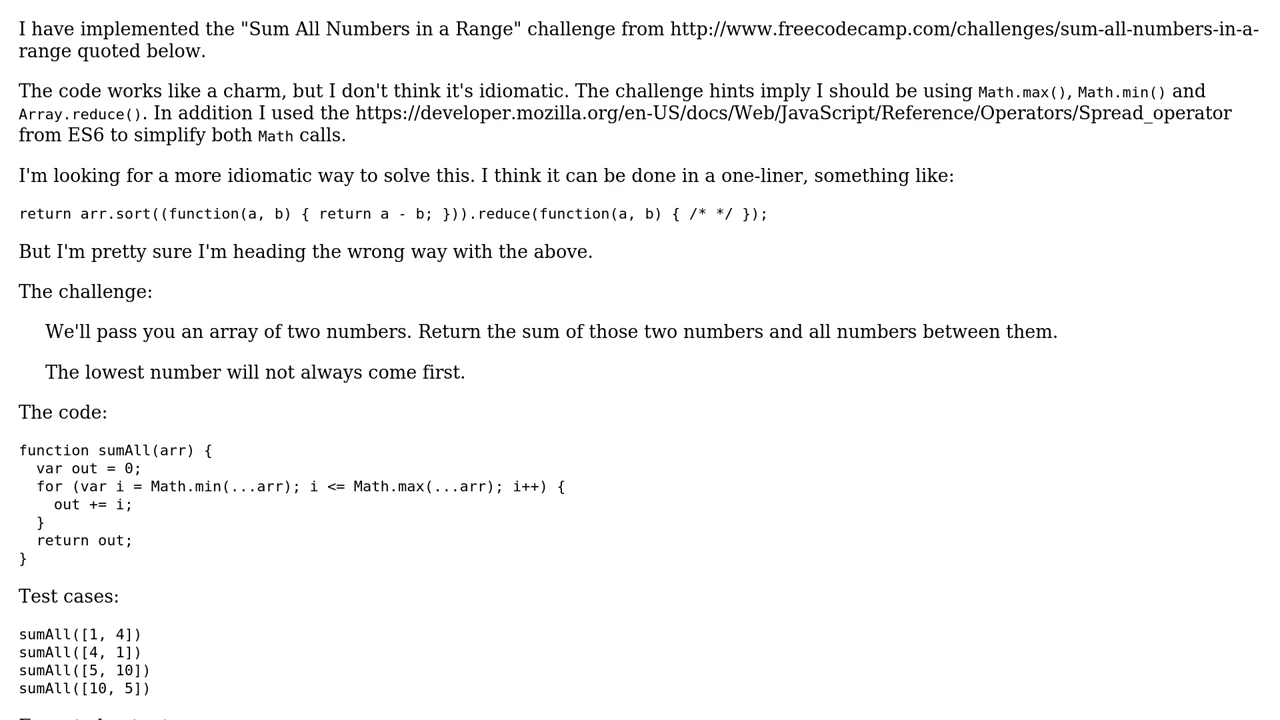 I have implemented the "Sum All Numbers in a Range" challenge from http://www.freecodecamp.com/challenges/sum-all-numbers-in-a-
range quoted below.
The code works like a charm, but I don't think it's idiomatic. The challenge hints imply I should be using Math.max(), Math.min() and
Array.reduce(). In addition I used the https://developer.mozilla.org/en-US/docs/Web/JavaScript/Reference/Operators/Spread_operator
from ES6 to simplify both Math calls.
I'm looking for a more idiomatic way to solve this. I think it can be done in a one-liner, something like:
return arr.sort((function(a, b) { return a - b; })).reduce(function(a, b) { /* */ });
But I'm pretty sure I'm heading the wrong way with the above.
The challenge:
We'll pass you an array of two numbers. Return the sum of those two numbers and all numbers between them.
The lowest number will not always come first.
The code:
function sumAll(arr) {
  var out = 0;
  for (var i = Math.min(...arr); i <= Math.max(...arr); i++) {
    out += i;
  }
  return out;
}
Test cases:
sumAll([1, 4])
sumAll([4, 1])
sumAll([5, 10])
sumAll([10, 5])